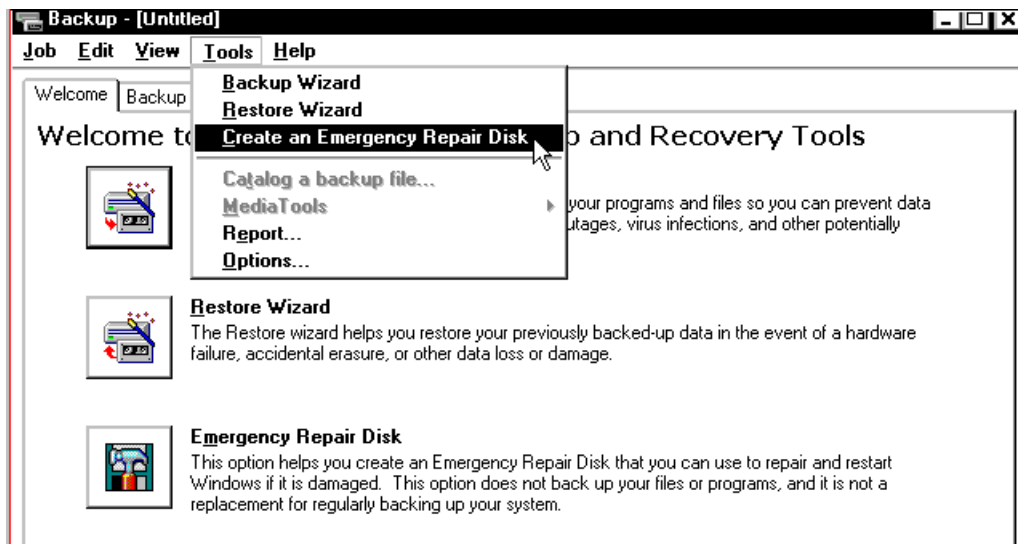 Backup - [Untitled]
Job Edit View Tools Help
Welcome Backup
Backup Wizard
Restore Wizard
Create an Emergency Repair Disk
Catalog a backup file...
MediaTools
Report...
Options...
Welcome to and Recovery Tools
your programs and files so you can prevent data
utages, virus infections, and other potentially
Restore Wizard
The Restore wizard helps you restore your previously backed-up data in the event of a hardware
failure, accidental erasure, or other data loss or damage.
Emergency Repair Disk
This option helps you create an Emergency Repair Disk that you can use to repair and restart
Windows if it is damaged. This option does not back up your files or programs, and it is not a
replacement for regularly backing up your system.